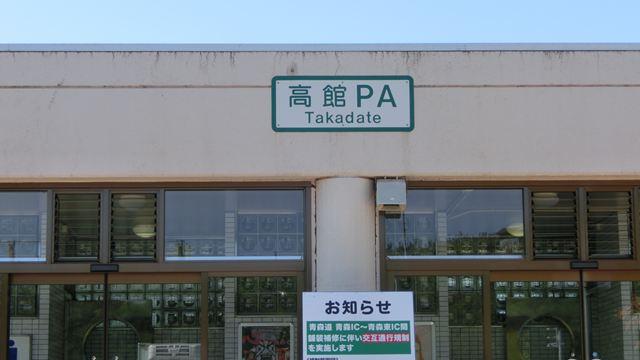 高館PA
Takadate
お知らせ
青森道 青森IC～青森東IC間
舗装補修に伴い交互通行規制
を実施します